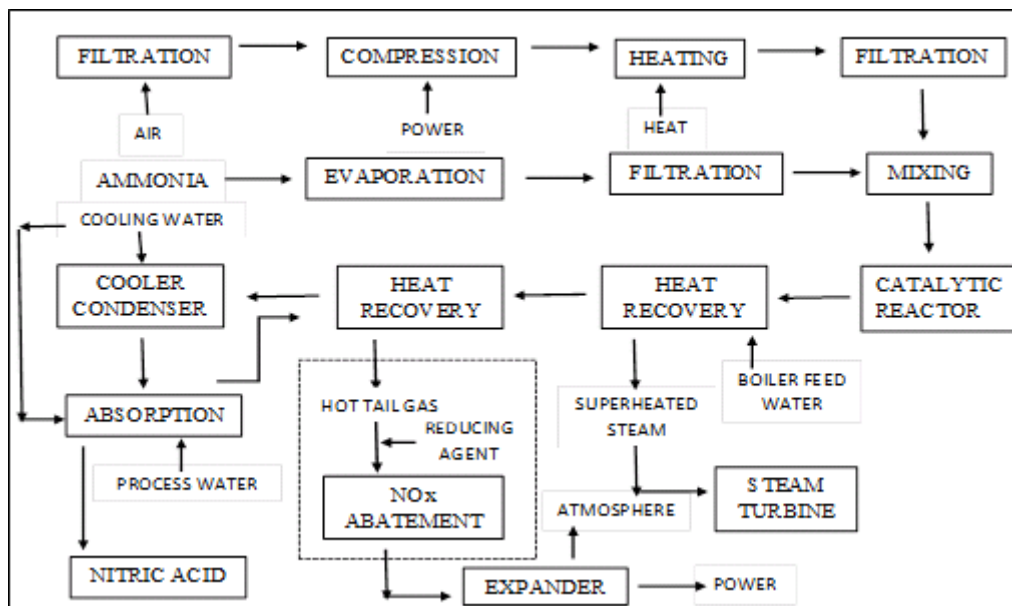 FILTRATION
COMPRESSION
HEATING
FILTRATION
AIR
POWER
HEAT
AMMONIA
EVAPORATION
FILTRATION
MIXING
COOLING WATER
COOLER
CONDENSER
HEAT
RECOVERY
HEAT
RECOVERY
CATALYTIC
REACTOR
ABSORPTION
HOT TAIL GAS
REDUCING
AGENT
SUPERHEATED
STEAM
BOILER FEED
WATER
PROCESS WATER
NOx
ABATEMENT
ATMOSPHERE
STEAM
TURBINE
NITRIC ACID
EXPANDER
POWER